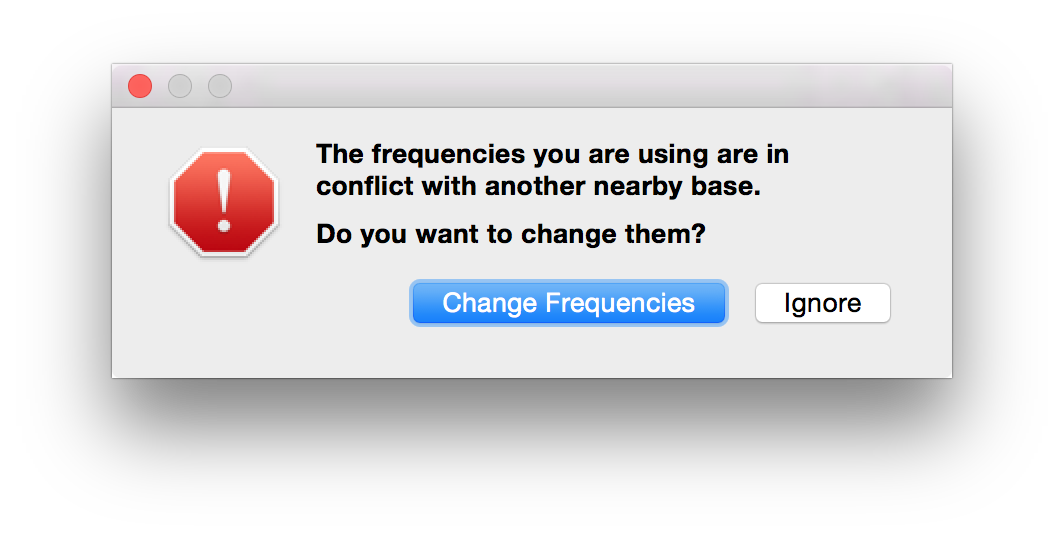 The frequencies you are using are in
conflict with another nearby base.
Do you want to change them?
Change Frequencies
Ignore